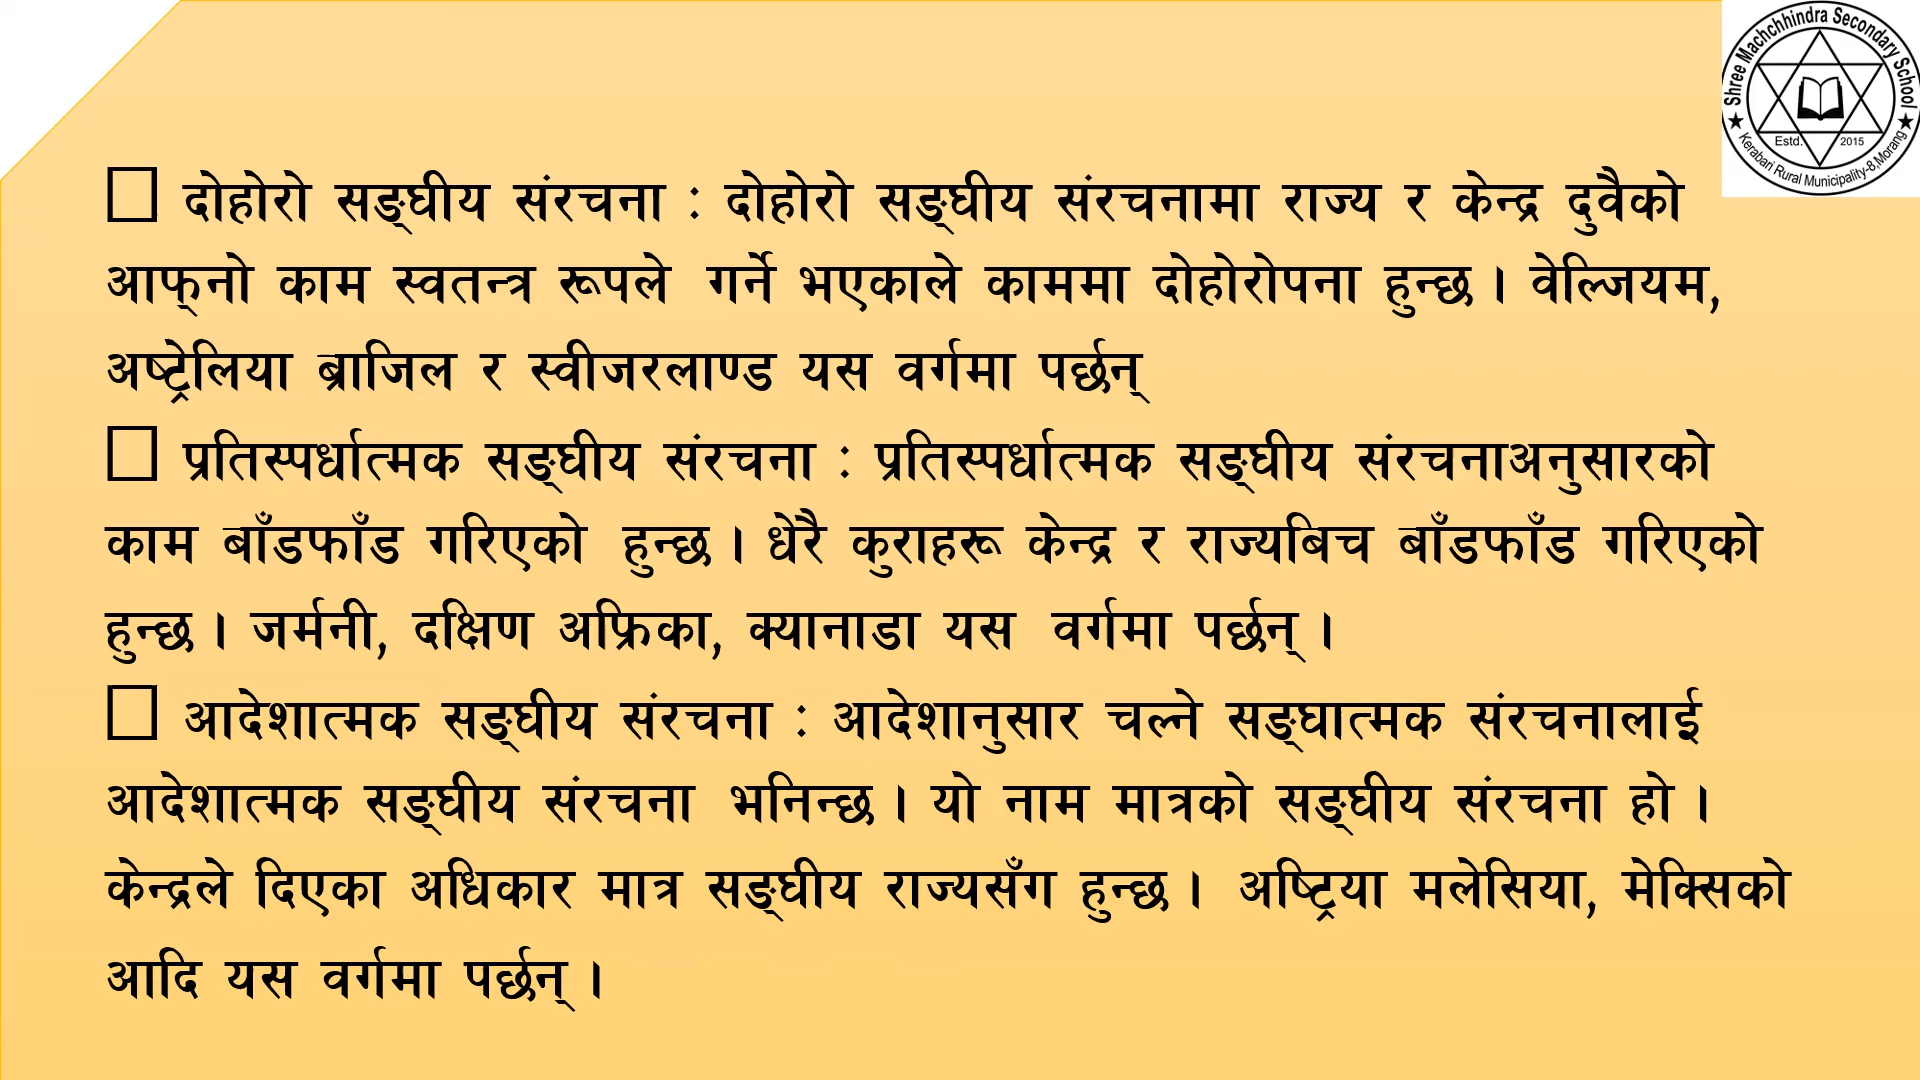 Shree Machchhindra Secondary School
Estd. 2015
Kerabari Rural Municipality-8,Morang
दोहोरो सङ्घीय संरचना : दोहोरो सङ्घीय संरचनामा राज्य र केन्द्र दुवैको
आफ्‌नो काम स्वतन्त्र रूपले गर्ने भएकाले काममा दोहोरोपना हुन्छ । वेल्जियम,
अष्ट्रेलिया ब्राजिल र स्वीजरलाण्ड यस वर्गमा पर्छन्
प्रतिस्पर्धात्मक सङ्घीय संरचना : प्रतिस्पर्धात्मक सङ्घीय संरचनाअनुसारको
काम बाँडफाँड गरिएको हुन्छ । धेरै कुराहरू केन्द्र र राज्यबिच बाँडफाँड गरिएको
हुन्छ । जर्मनी, दक्षिण अफ्रिका, क्यानाडा यस वर्गमा पर्छन् ।
आदेशात्मक सङ्घीय संरचना : आदेशानुसार चल्ने सङ्घात्मक संरचनालाई
आदेशात्मक सङ्घीय संरचना भनिन्छ । यो नाम मात्रको सङ्घीय संरचना हो ।
केन्द्रले दिएका अधिकार मात्र सङ्घीय राज्यसँग हुन्छ । अष्ट्रिया मलेसिया, मेक्सिको
आदि यस वर्गमा पर्छन् ।